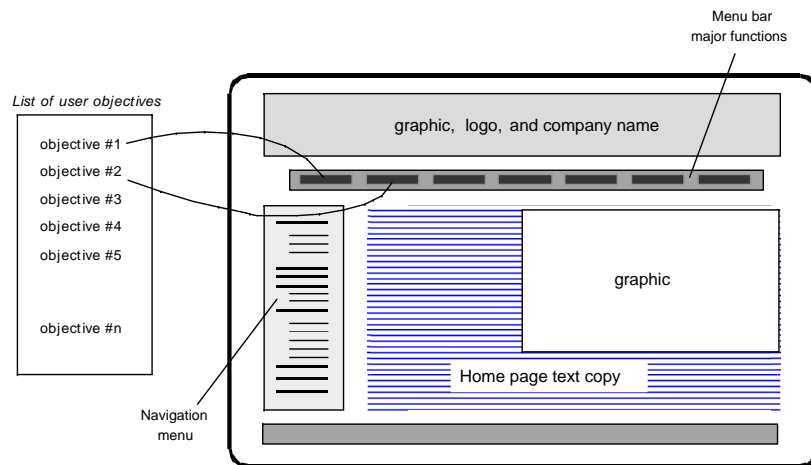 Menu bar
major functions
List of user objectives
graphic, logo, and company name
objective #1
objective #2
objective #3
objective #4
objective #5
objective #n
graphic
Home page text copy
Navigation
menu